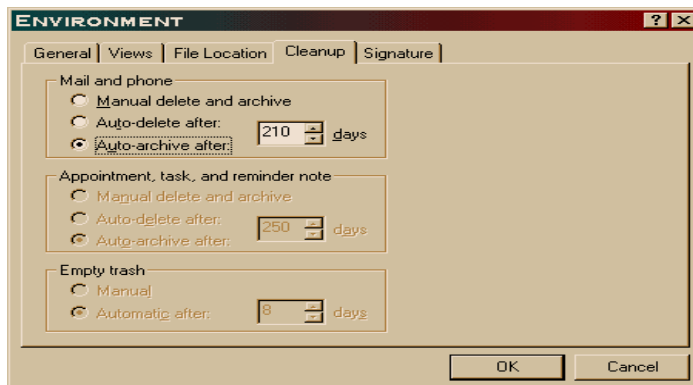 ENVIRONMENT ? X
General Views File Location Cleanup Signature
Mail and phone
Manual delete and archive
Auto-delete after:
210 days
Auto-archive after:
Appointment, task, and reminder note
Manual delete and archive
Auto-delete after:
250 days
Auto-archive after:
Empty trash
Manual
Automatic after: 8 days
OK Cancel